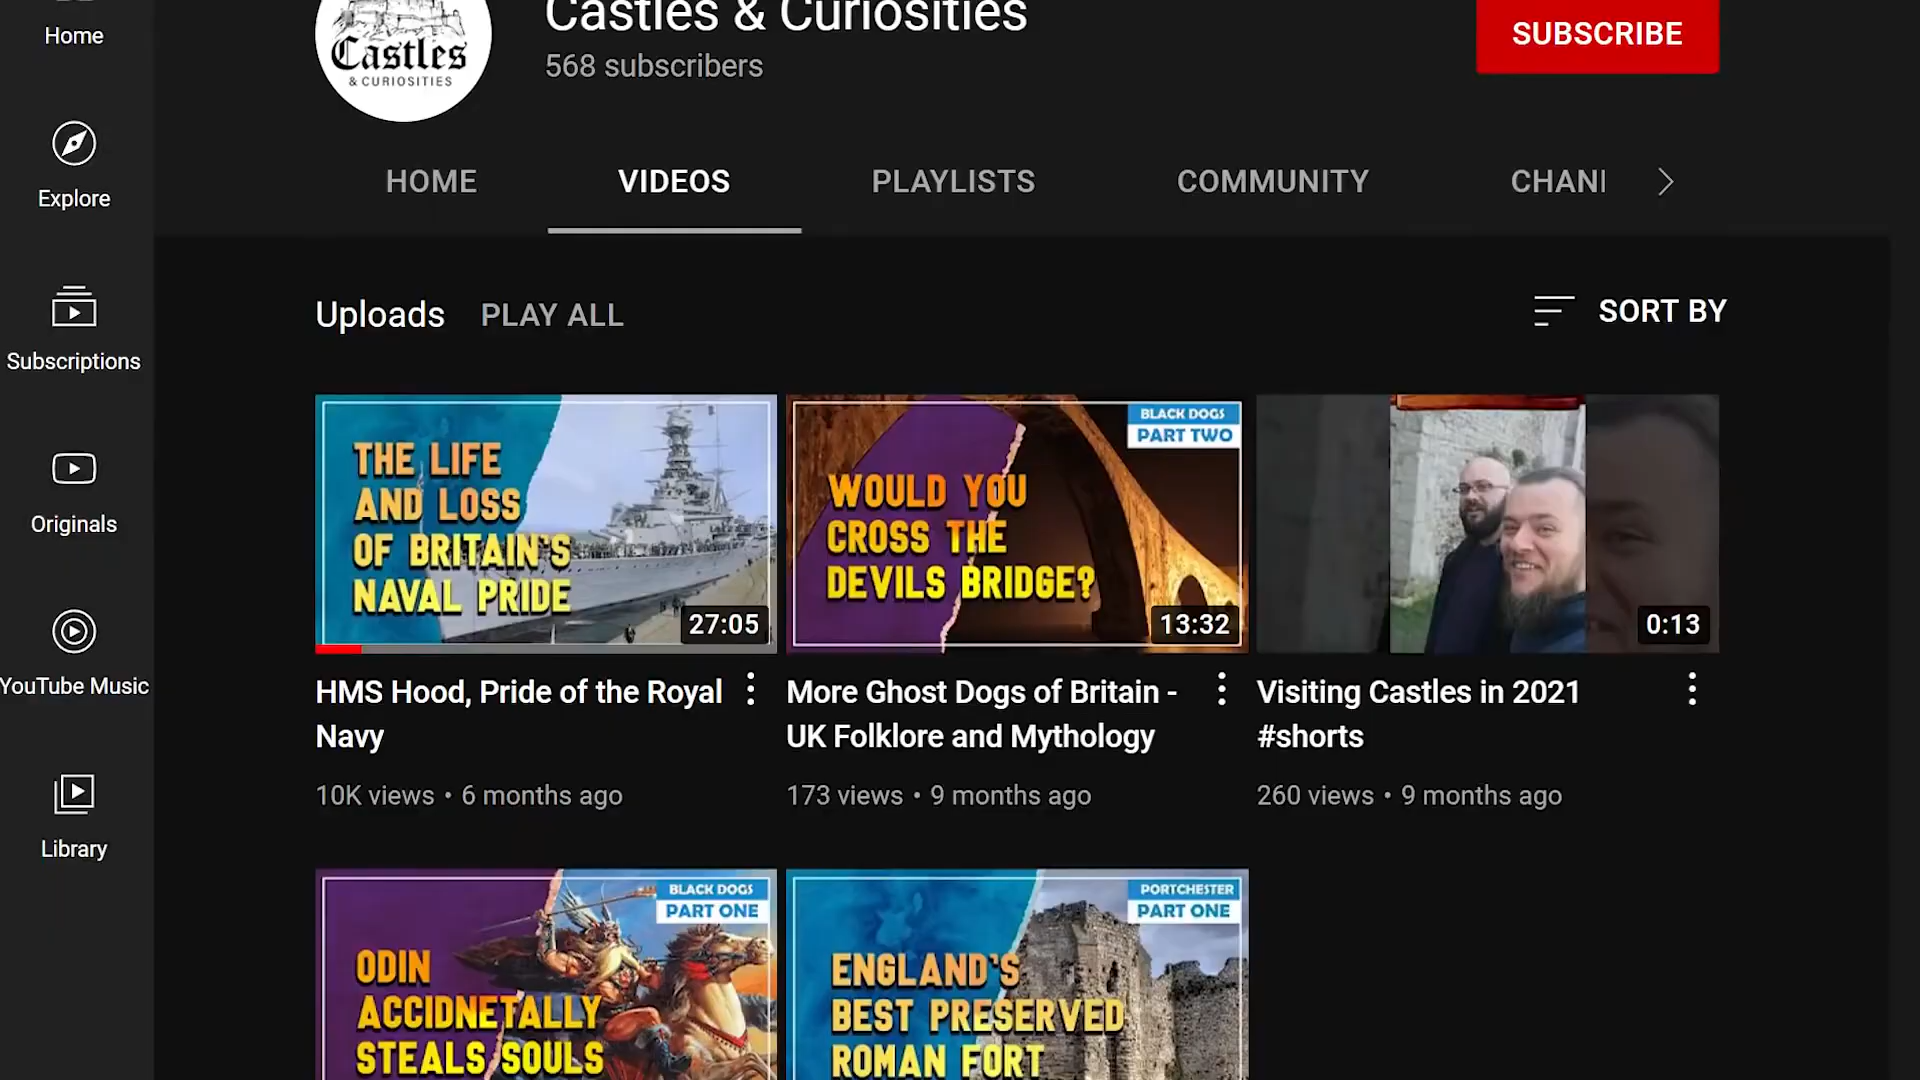 Home
Castles
& CURIOSITIES
Castles & Curiosities
568 subscribers
SUBSCRIBE
Explore
HOME
VIDEOS
PLAYLISTS
COMMUNITY
CHAN
Subscriptions
Uploads
PLAY ALL
SORT BY
Originals
YouTube Music
Library
THE LIFE
AND LOSS
OF BRITAIN'S
NAVAL PRIDE
27:05
HMS Hood, Pride of the Royal
Navy
10K views • 6 months ago
BLACK DOGS
PART TWO
WOULD YOU
CROSS THE
DEVILS BRIDGE?
13:32
More Ghost Dogs of Britain -
UK Folklore and Mythology
173 views • 9 months ago
0:13
Visiting Castles in 2021
#shorts
260 views • 9 months ago
BLACK DOGS
PART ONE
ODIN
ACCIDNETALLY
STEALS SOULS
PORTCHESTER
PART ONE
ENGLAND'S
BEST PRESERVED
ROMAN FORT